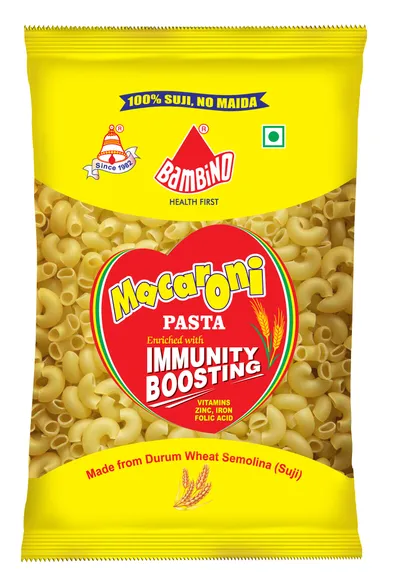 100% SUJI, NO MAIDA
®
Since 1982
®
BAMBINO
HEALTH FIRST
Macaroni
PASTA
Enriched with
IMMUNITY
BOOSTING
VITAMINS
ZINC, IRON
FOLIC ACID
Made from Durum Wheat Semolina (Suji)